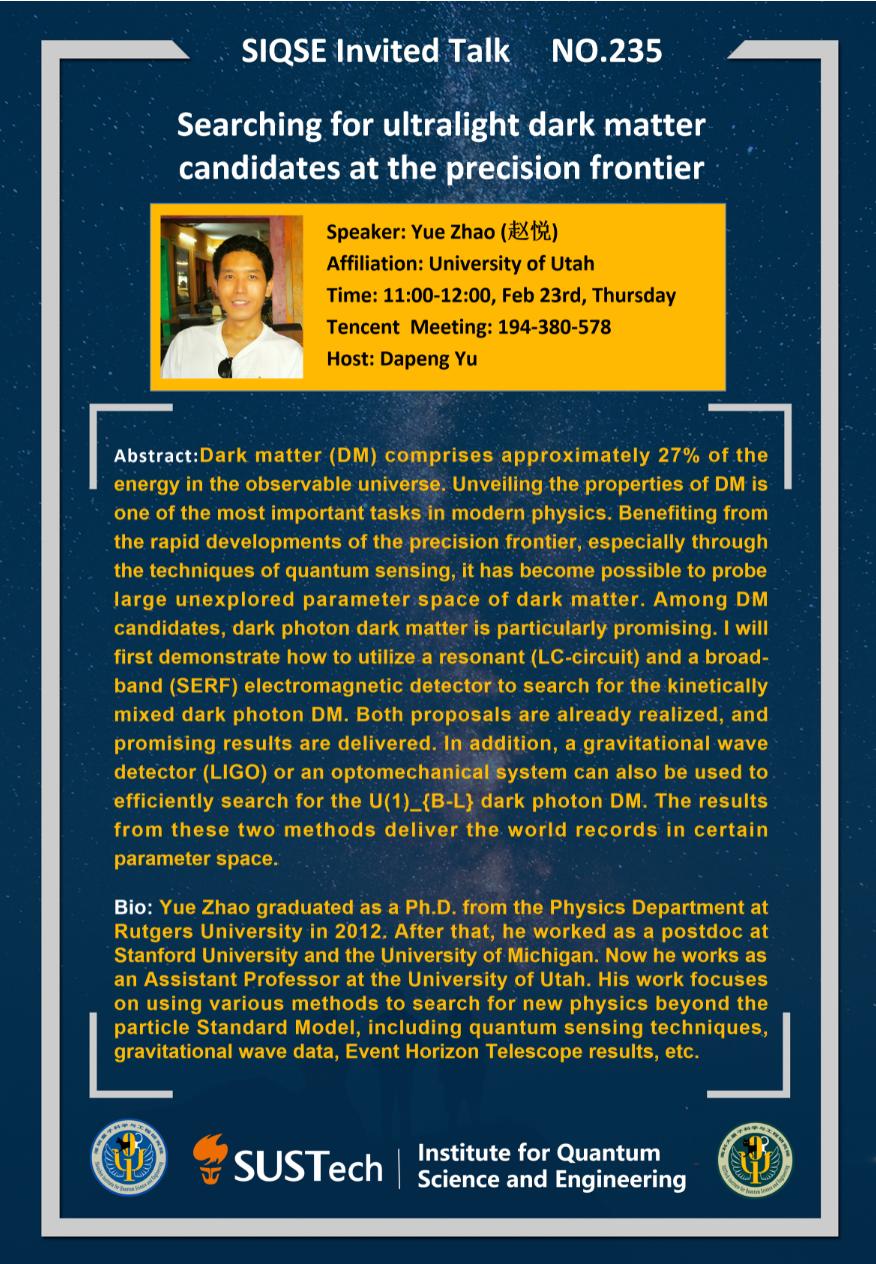 SIQSE Invited Talk NO.235
Searching for ultralight dark matter
candidates at the precision frontier
Speaker: Yue Zhao (赵悦)
Affiliation: University of Utah
Time: 11:00-12:00, Feb 23rd, Thursday
Tencent Meeting: 194-380-578
Host: Dapeng Yu
Abstract:Dark matter (DM) comprises approximately 27% of the
energy in the observable universe. Unveiling the properties of DM is
one of the most important tasks in modern physics. Benefiting from
the rapid developments of the precision frontier, especially through
the techniques of quantum sensing, it has become possible to probe
large unexplored parameter space of dark matter. Among DM
candidates, dark photon dark matter is particularly promising. I will
first demonstrate how to utilize a resonant (LC-circuit) and a broad-
band (SERF) electromagnetic detector to search for the kinetically
mixed dark photon DM. Both proposals are already realized, and
promising results are delivered. In addition, a gravitational wave
detector (LIGO) or an optomechanical system can also be used to
efficiently search for the U(1)_{B-L} dark photon DM. The results
from these two methods deliver the world records in certain
parameter space.
Bio: Yue Zhao graduated as a Ph.D. from the Physics Department at
Rutgers University in 2012. After that, he worked as a postdoc at
Stanford University and the University of Michigan. Now he works as
an Assistant Professor at the University of Utah. His work focuses
on using various methods to search for new physics beyond the
particle Standard Model, including quantum sensing techniques,
gravitational wave data, Event Horizon Telescope results, etc.
SUSTech
Institute for Quantum
Science and Engineering